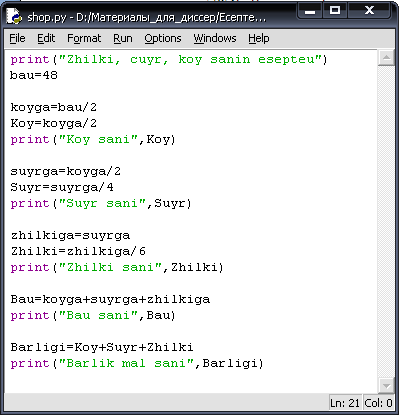 shop.py - D:/Материалы_для_диссер/Есепте...
File Edit Format Run Options Windows Help
print("Zhilki, cuyr, koy sanin esepteu")
bau=48
koyga=bau/2
Koy=koyga/2
print("Koy sani",Koy)
suyrga=koyga/2
Suyr=suyrga/4
print("Suyr sani",Suyr)
zhilkiga=suyrga
Zhilki=zhilkiga/6
print("Zhilki sani",Zhilki)
Bau=koyga+suyrga+zhilkiga
print("Bau sani",Bau)
Barligi=Koy+Suyr+Zhilki
print("Barlik mal sani",Barligi)
Ln: 21 Col: 0